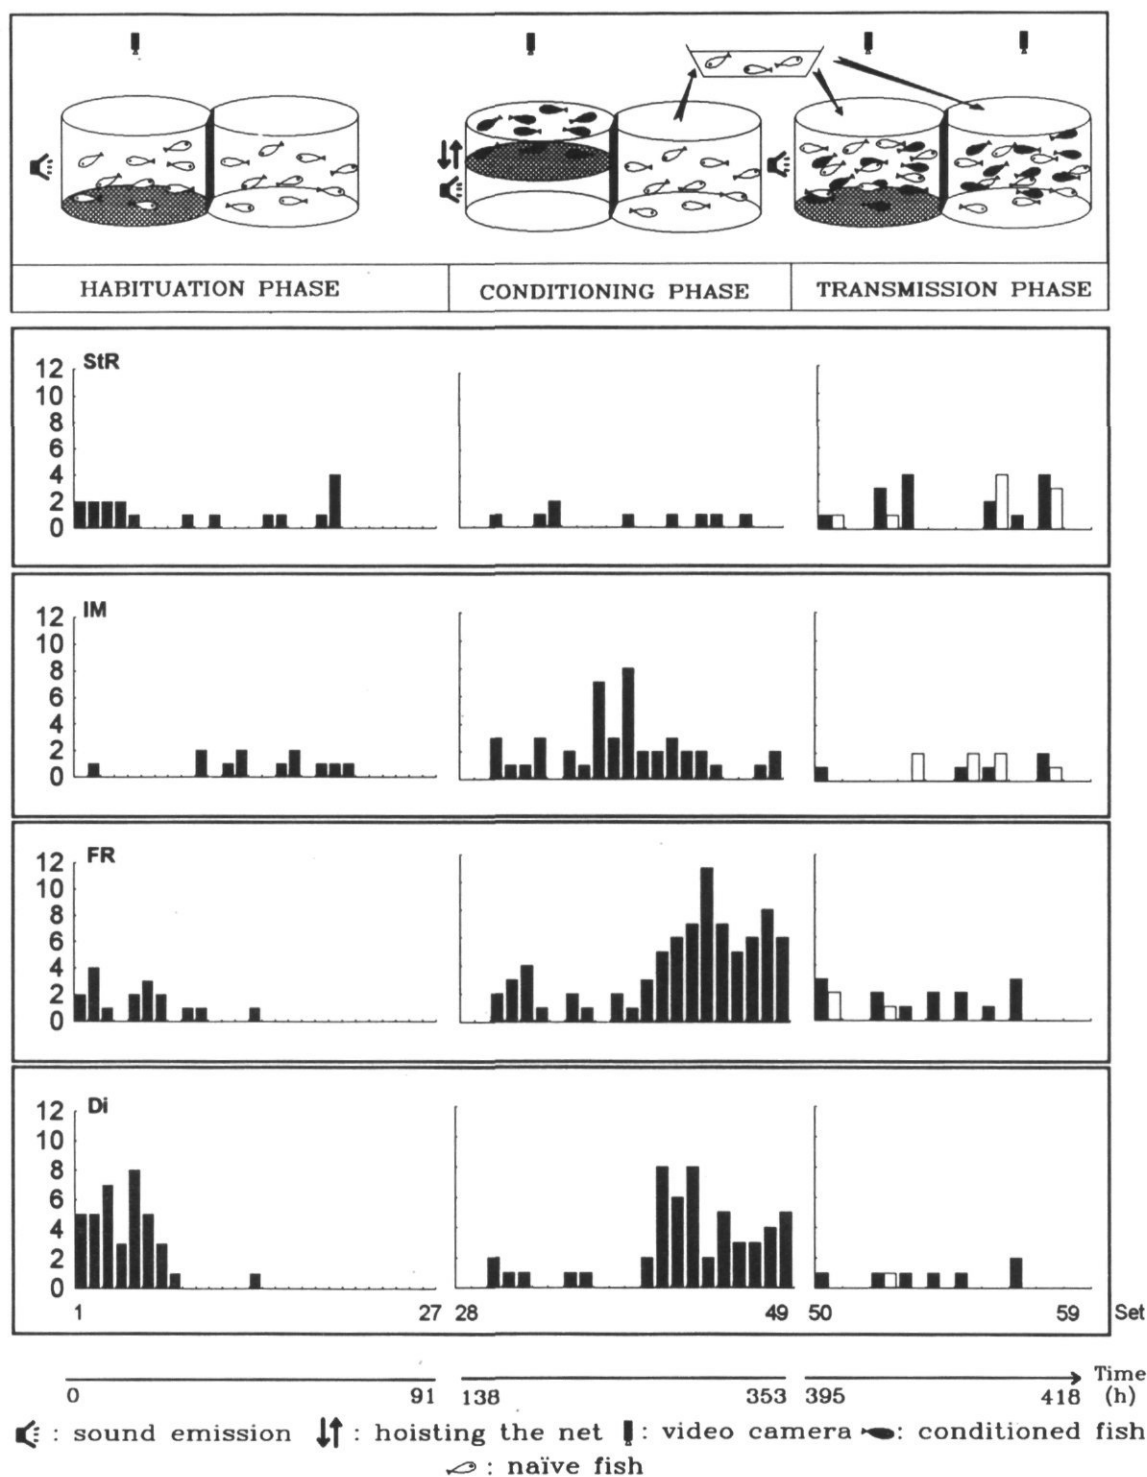 HABITUATION PHASE
CONDITIONING PHASE
TRANSMISSION PHASE
StR
12
10
8
6
4
2
0
IM
12
10
8
6
4
2
0
FR
12
10
8
6
4
2
0
Di
12
10
8
6
4
2
0
1 27 28 49 50 59 Set
0 91 138 353 395 418 Time (h)
: sound emission : hoisting the net : video camera : conditioned fish
: naïve fish